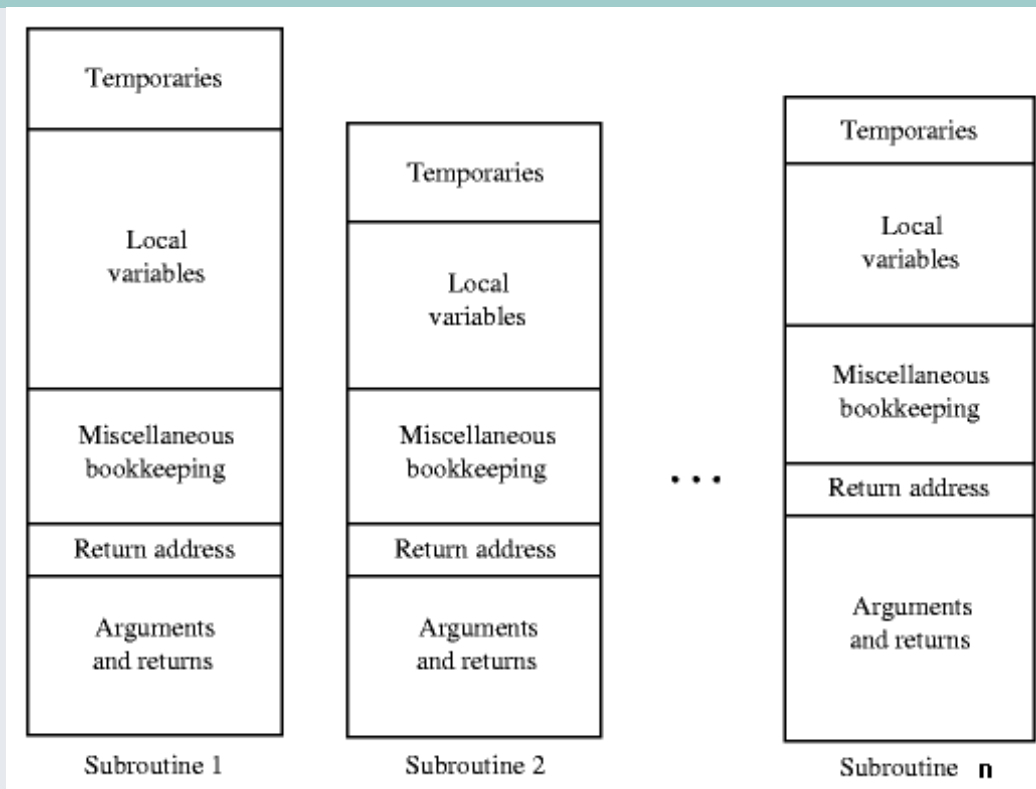 Temporaries
Local
variables
Miscellaneous
bookkeeping
Return address
Arguments
and returns
Subroutine 1
Temporaries
Local
variables
Miscellaneous
bookkeeping
Return address
Arguments
and returns
Subroutine 2
...
Temporaries
Local
variables
Miscellaneous
bookkeeping
Return address
Arguments
and returns
Subroutine n